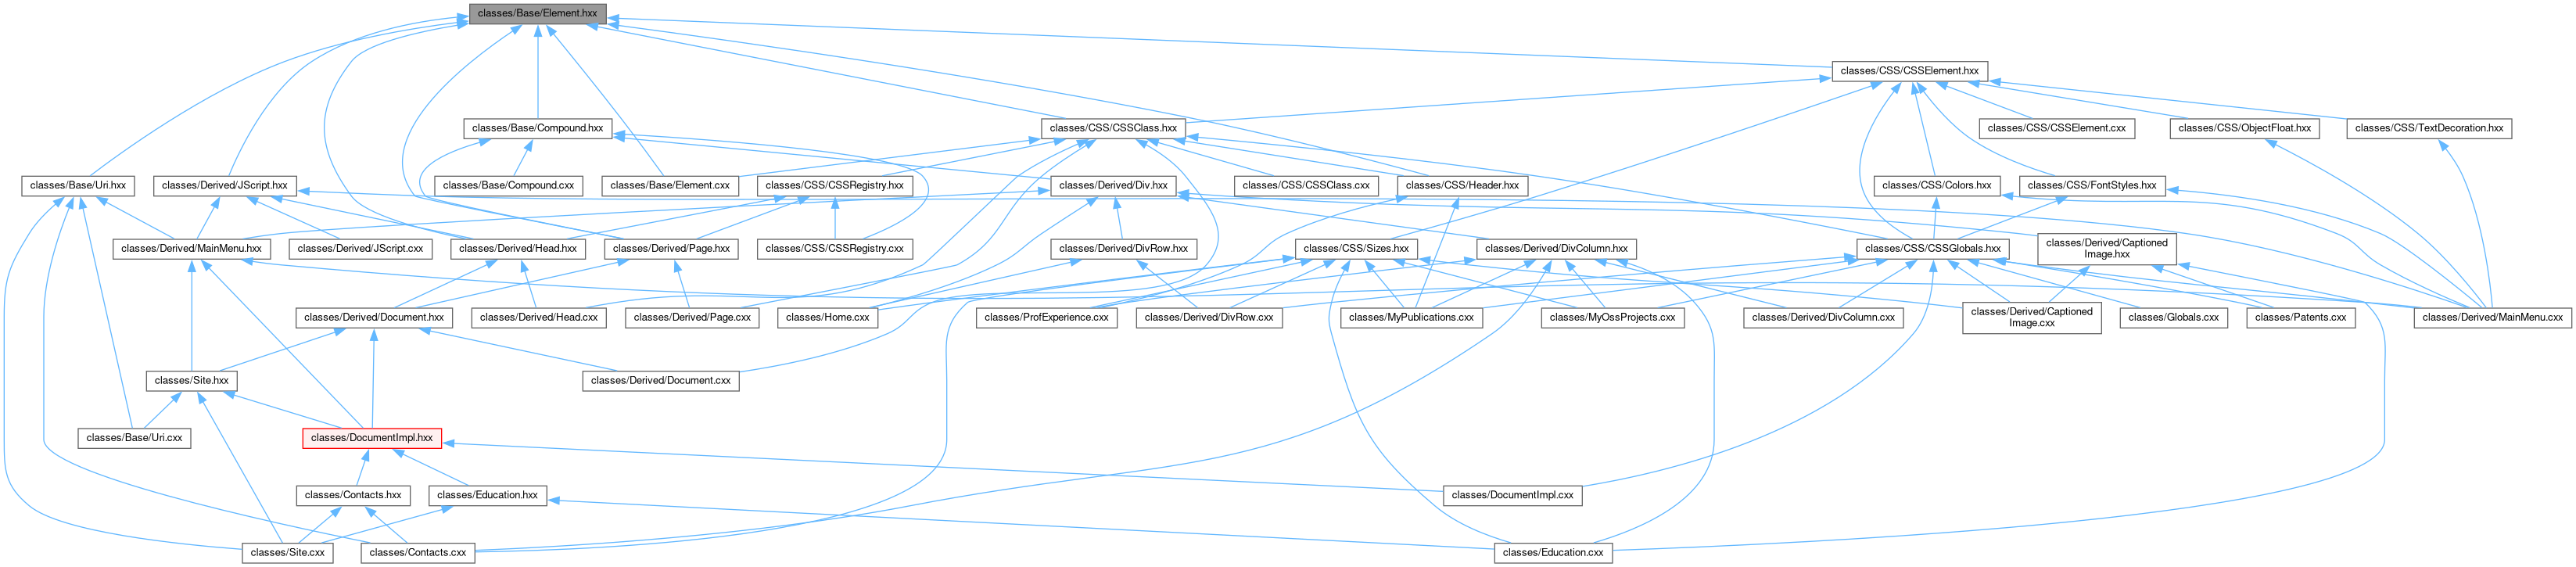 classes/Base/Element.hxx
classes/CSS/CSSElement.hxx
classes/Base/Compound.hxx
classes/CSS/CSSClass.hxx
classes/CSS/CSSElement.cxx
classes/CSS/ObjectFloat.hxx
classes/CSS/TextDecoration.hxx
classes/Base/Uri.hxx
classes/Derived/JScript.hxx
classes/Base/Compound.cxx
classes/Base/Element.cxx
classes/CSS/CSSRegistry.hxx
classes/Derived/Div.hxx
classes/CSS/CSSClass.cxx
classes/CSS/Header.hxx
classes/CSS/Colors.hxx
classes/CSS/FontStyles.hxx
classes/Derived/MainMenu.hxx
classes/Derived/JScript.cxx
classes/Derived/Head.hxx
classes/Derived/Page.hxx
classes/CSS/CSSRegistry.cxx
classes/Derived/DivRow.hxx
classes/CSS/Sizes.hxx
classes/Derived/DivColumn.hxx
classes/CSS/CSSGlobals.hxx
classes/Derived/Captioned
Image.hxx
classes/Derived/Document.hxx
classes/Derived/Head.cxx
classes/Derived/Page.cxx
classes/Home.cxx
classes/ProfExperience.cxx
classes/Derived/DivRow.cxx
classes/MyPublications.cxx
classes/MyOssProjects.cxx
classes/Derived/DivColumn.cxx
classes/Derived/Captioned
Image.cxx
classes/Globals.cxx
classes/Patents.cxx
classes/Derived/MainMenu.cxx
classes/Site.hxx
classes/Derived/Document.cxx
classes/Base/Uri.cxx
classes/DocumentImpl.hxx
classes/Contacts.hxx
classes/Education.hxx
classes/DocumentImpl.cxx
classes/Site.cxx
classes/Contacts.cxx
classes/Education.cxx